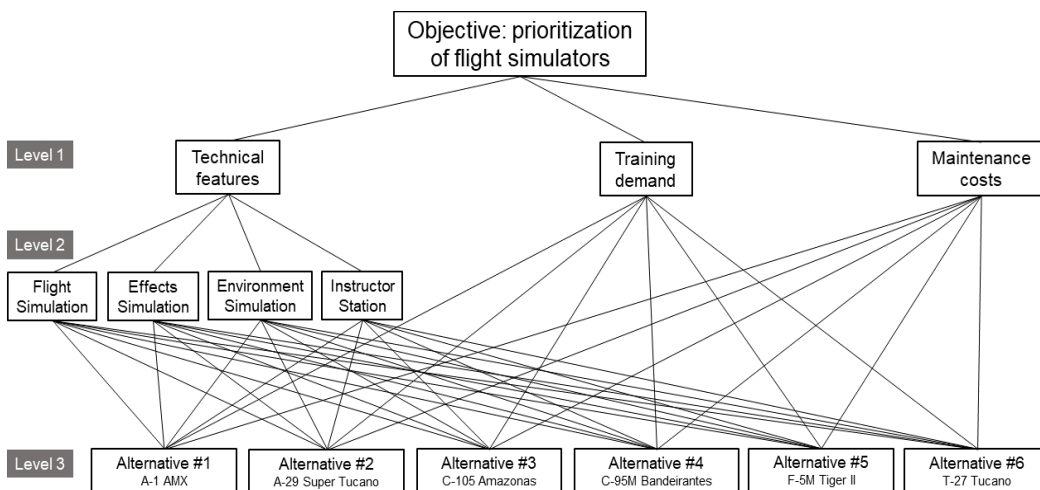 Objective: prioritization
of flight simulators
Level 1
Technical
features
Training
demand
Maintenance
costs
Level 2
Flight
Simulation
Effects
Simulation
Environment
Simulation
Instructor
Station
Level 3
Alternative #1
A-1 AMX
Alternative #2
A-29 Super Tucano
Alternative #3
C-105 Amazonas
Alternative #4
C-95M Bandeirantes
Alternative #5
F-5M Tiger II
Alternative #6
T-27 Tucano